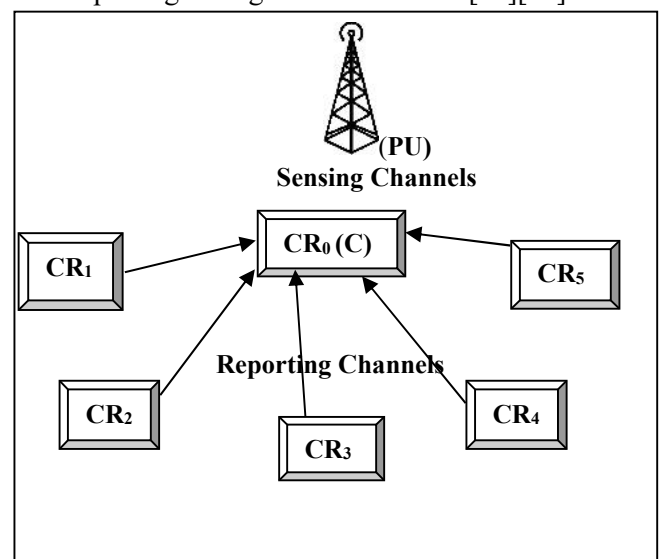 (PU)
Sensing Channels
CR₀ (C)
CR₁
CR₅
Reporting Channels
CR₂
CR₄
CR₃